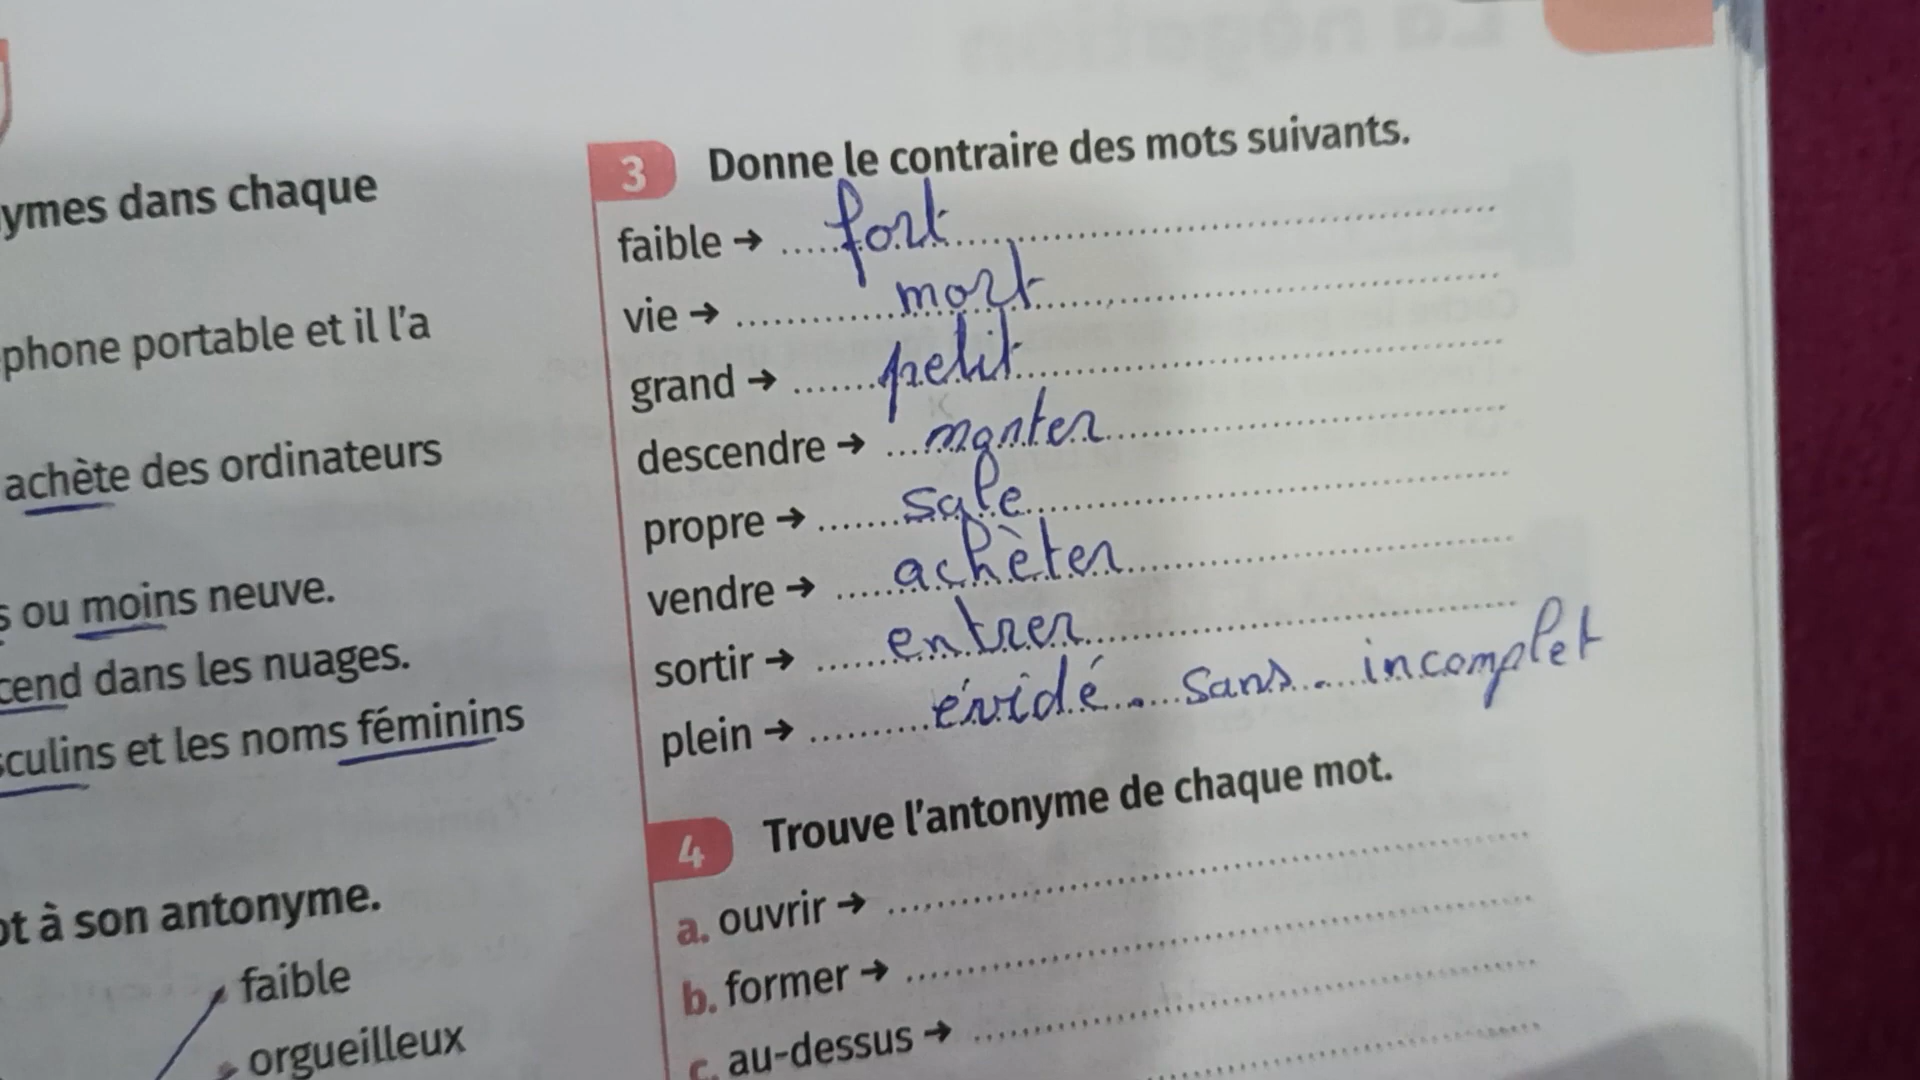 ymes dans chaque
phone portable et il l'a
achète des ordinateurs
s ou moins neuve.
cend dans les nuages.
sculins et les noms féminins
ot à son antonyme.
faible
orgueilleux
3 Donne le contraire des mots suivants.
faible → fort
vie → mort
grand → petit
descendre → monter
propre → sale
vendre → achèter
sortir → entrer
plein → évidé sans incomplet
4 Trouve l'antonyme de chaque mot.
a. ouvrir →
b. former →
c. au-dessus →